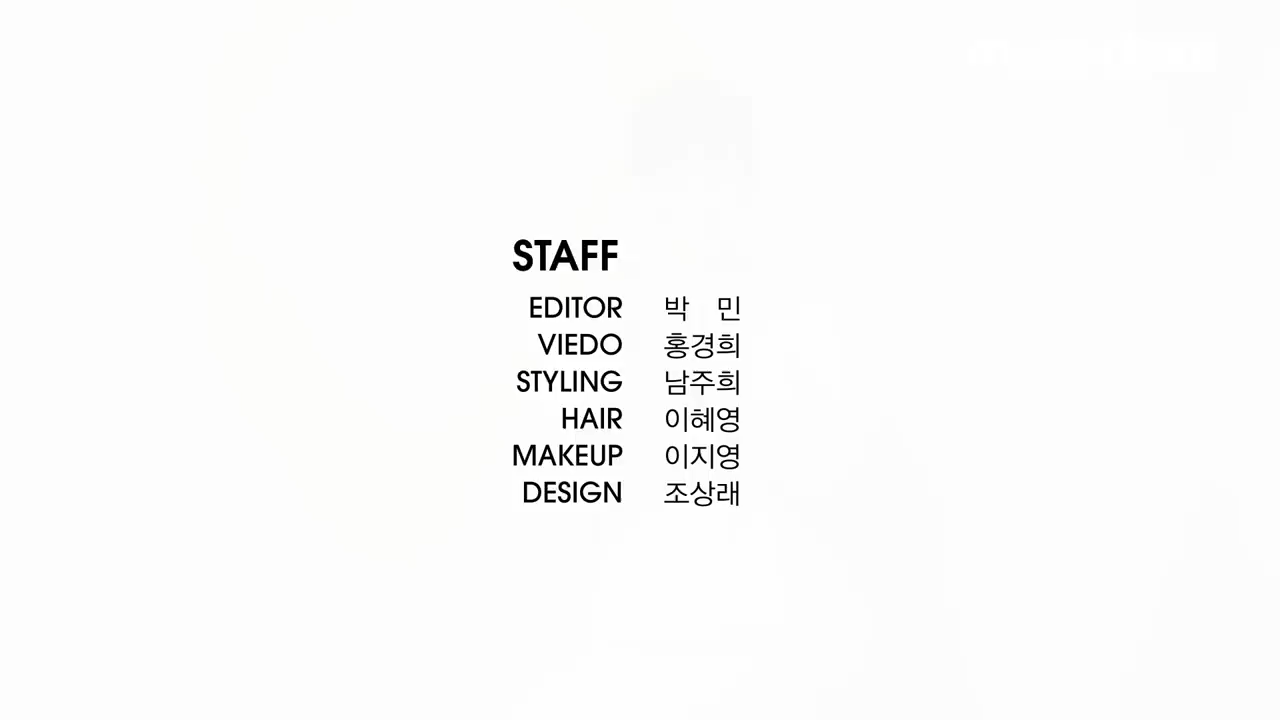 STAFF
EDITOR 박 민
VIEDO 홍경희
STYLING 남주희
HAIR 이혜영
MAKEUP 이지영
DESIGN 조상래